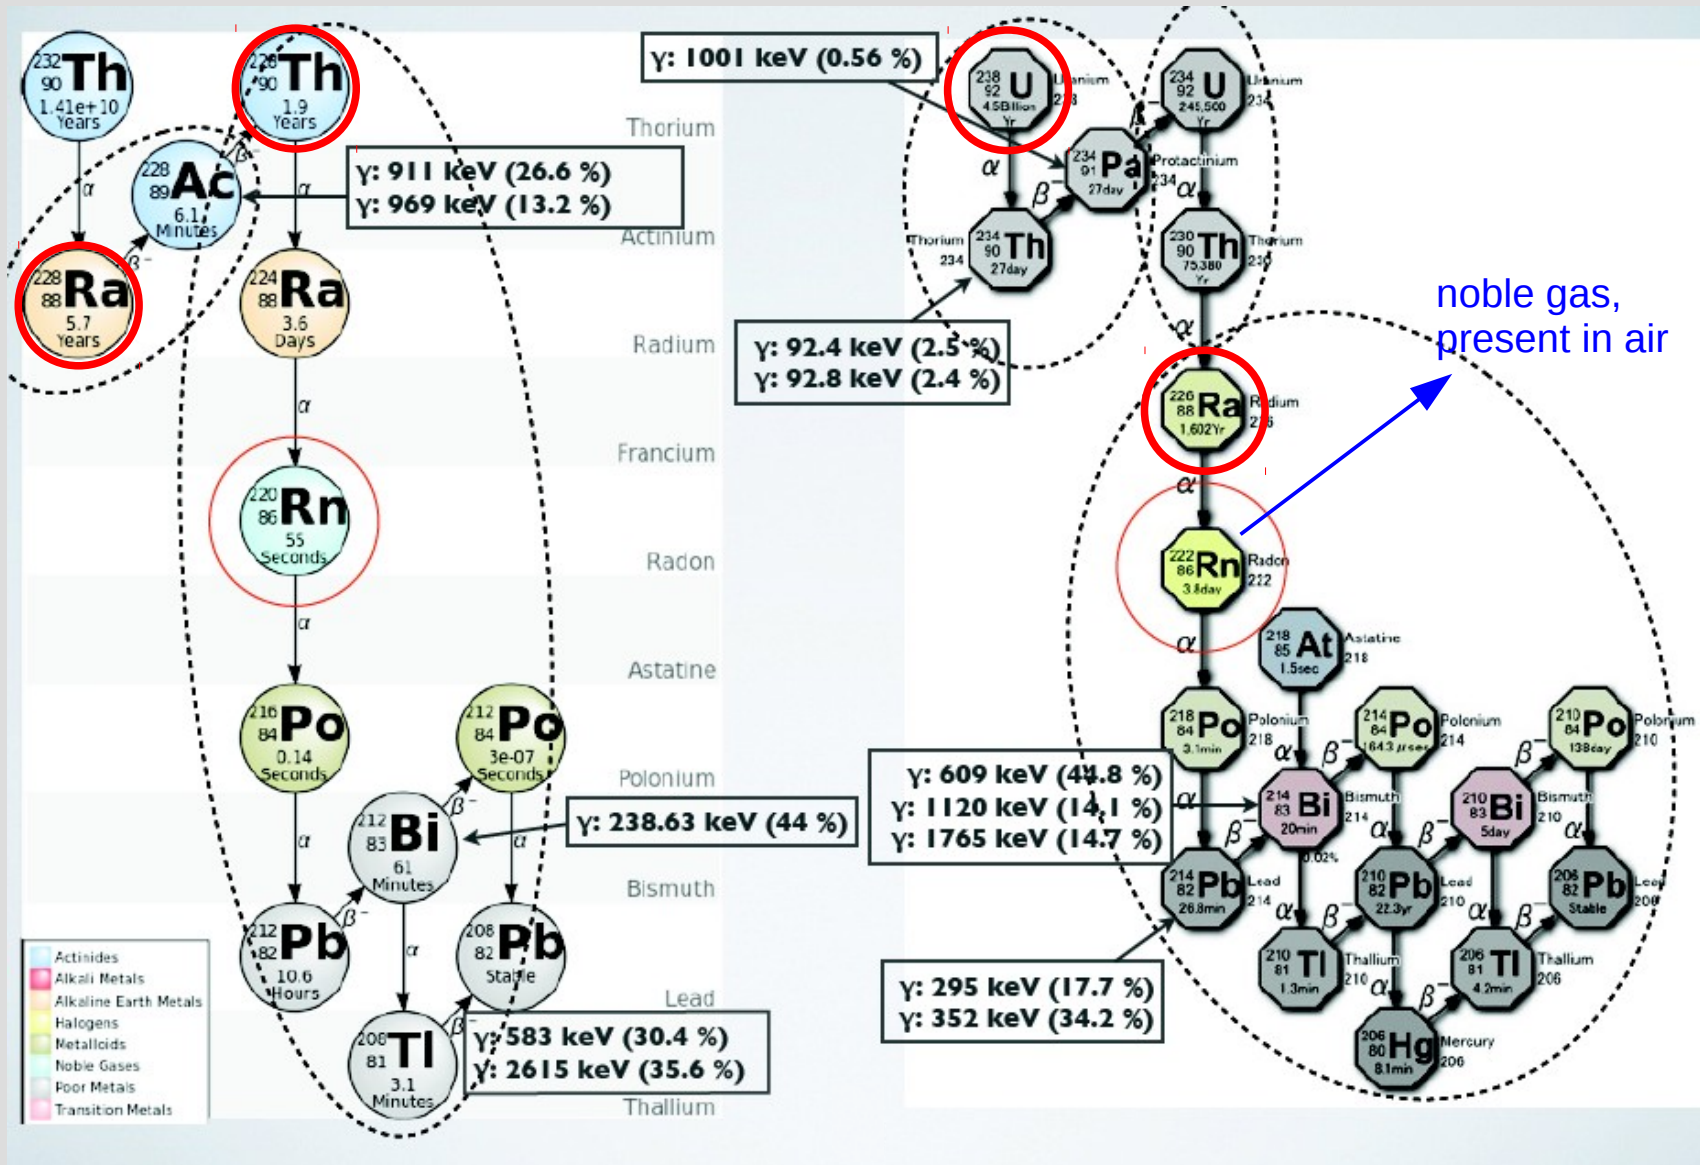 232
90
Th
1.41e+10
Years
228
90
Th
1.9
Years
α
α
β-
228
89
Ac
6.1
Minutes
β-
228
88
Ra
5.7
Years
224
88
Ra
3.6
Days
α
220
86
Rn
55
Seconds
α
216
84
Po
0.14
Seconds
212
84
Po
3e-07
Seconds
α
α
β-
212
83
Bi
61
Minutes
β-
212
82
Pb
10.6
Hours
α
208
82
Pb
Stable
β-
208
81
Tl
3.1
Minutes
Thorium
Actinium
Radium
Francium
Radon
Astatine
Polonium
Bismuth
Lead
Thallium
γ: 911 keV (26.6 %)
γ: 969 keV (13.2 %)
γ: 238.63 keV (44 %)
γ: 583 keV (30.4 %)
γ: 2615 keV (35.6 %)
Actinides
Alkali Metals
Alkaline Earth Metals
Halogens
Metalloids
Noble Gases
Poor Metals
Transition Metals
γ: 1001 keV (0.56 %)
238
92
U
4.5Billion
Yr
Uranium
238
234
92
U
245,500
Yr
Uranium
234
α
β-
234
91
Pa
27day
Protactinium
234
β-
α
Thorium
234
234
90
Th
27day
230
90
Th
75,380
Yr
Thorium
230
γ: 92.4 keV (2.5 %)
γ: 92.8 keV (2.4 %)
α
noble gas,
present in air
226
88
Ra
1,602Yr
Radium
226
α
222
86
Rn
3.8day
Radon
222
α
218
85
At
1.5sec
Astatine
218
218
84
Po
3.1min
Polonium
218
214
84
Po
164.3 µsec
Polonium
214
210
84
Po
138day
Polonium
210
α
β-
β-
γ: 609 keV (44.8 %)
γ: 1120 keV (14.1 %)
γ: 1765 keV (14.7 %)
α
214
83
Bi
20min
Bismuth
214
210
83
Bi
5day
Bismuth
210
β-
α
β-
α
0.02%
214
82
Pb
26.8min
Lead
214
210
82
Pb
22.3yr
Lead
210
206
82
Pb
Stable
Lead
206
α
β-
α
β-
210
81
Tl
1.3min
Thallium
210
206
81
Tl
4.2min
Thallium
206
α
β-
γ: 295 keV (17.7 %)
γ: 352 keV (34.2 %)
206
80
Hg
8.1min
Mercury
206